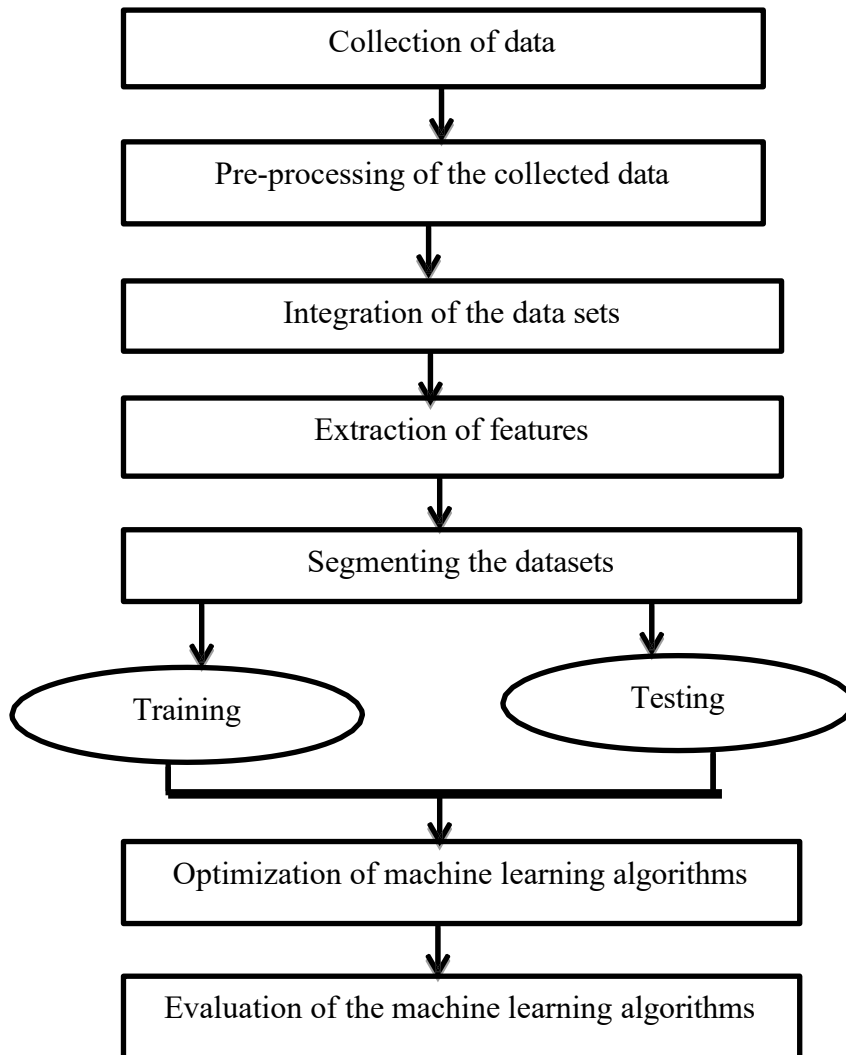 Collection of data
Pre-processing of the collected data
Integration of the data sets
Extraction of features
Segmenting the datasets
Training
Testing
Optimization of machine learning algorithms
Evaluation of the machine learning algorithms